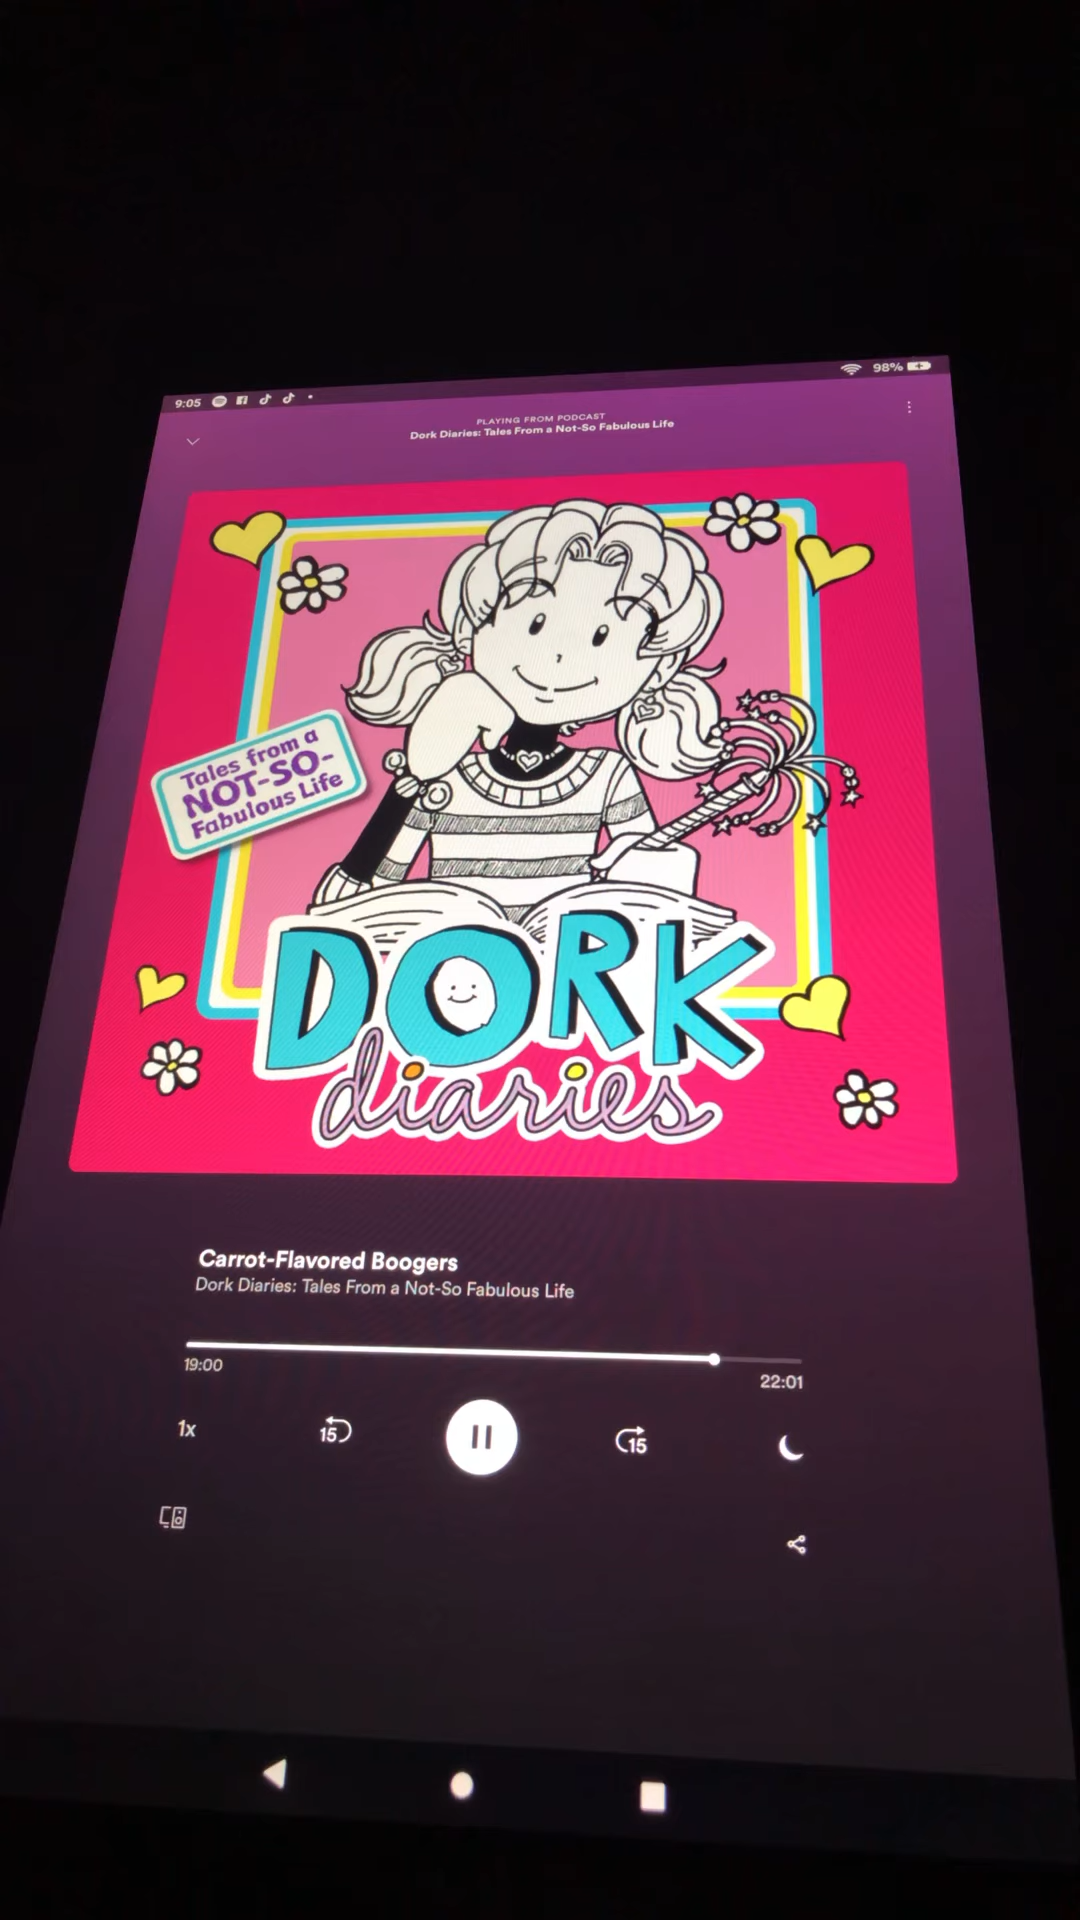 9:05
98%
PLAYING FROM PODCAST
Dork Diaries: Tales From a Not-So Fabulous Life
Tales from a
NOT-SO-
Fabulous Life
DORK
diaries
Carrot-Flavored Boogers
Dork Diaries: Tales From a Not-So Fabulous Life
19:00
22:01
1x
15
15